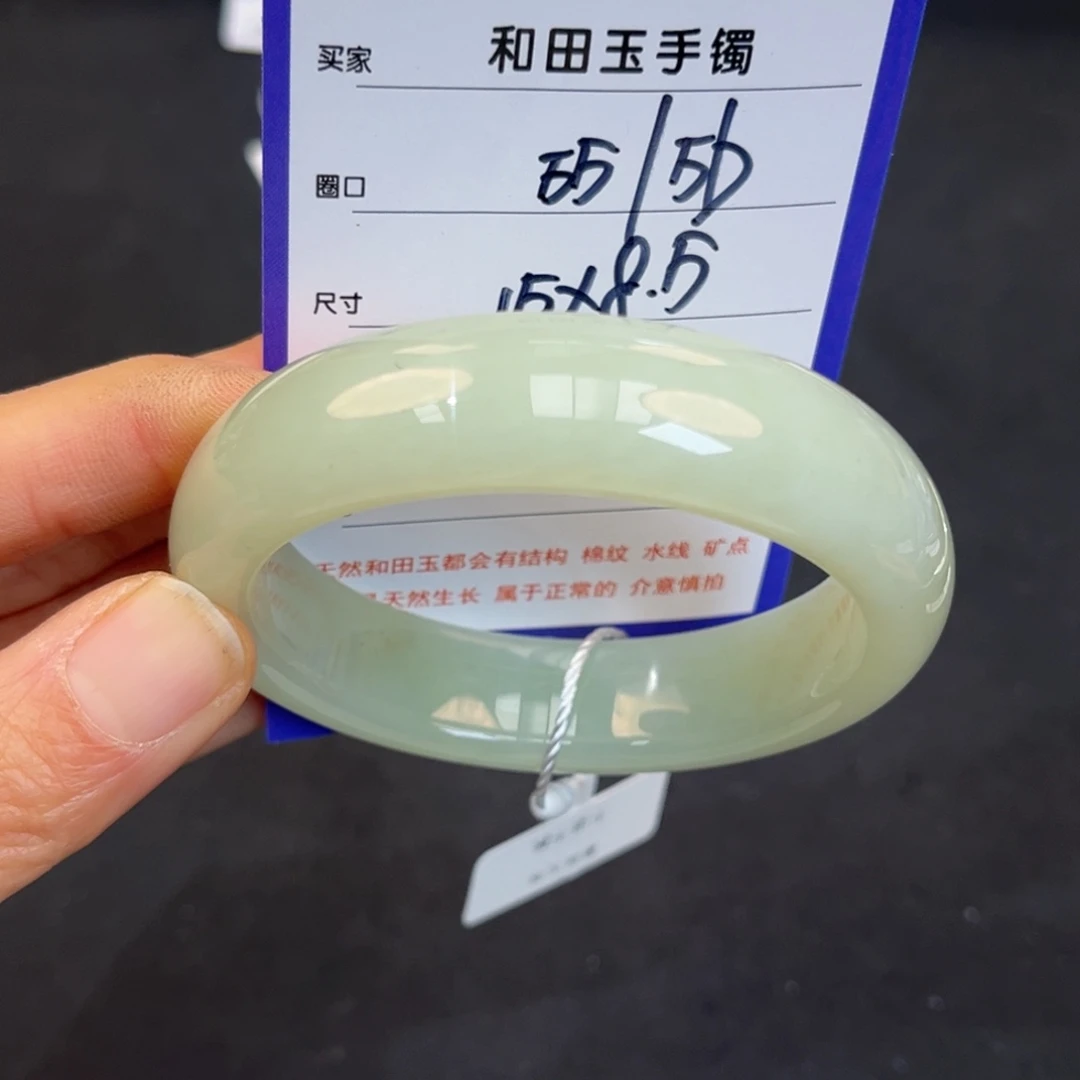 买家 和田玉手镯
圈口 55/50
尺寸 15x8.5
天然和田玉都会有结构 棉纹 水线 矿点
天然生长 属于正常的 介意慎拍